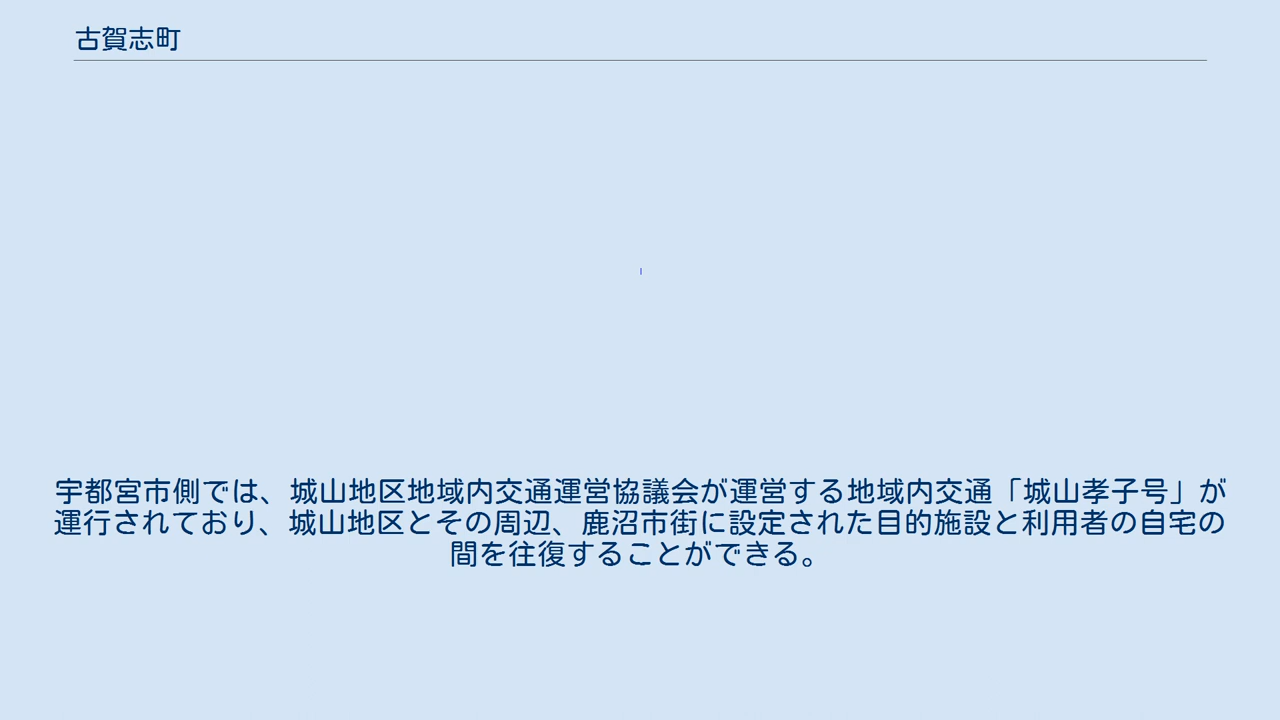 古賀志町
宇都宮市側では、城山地区地域内交通運営協議会が運営する地域内交通「城山孝子号」が
運行されており、城山地区とその周辺、鹿沼市街に設定された目的施設と利用者の自宅の
間を往復することができる。